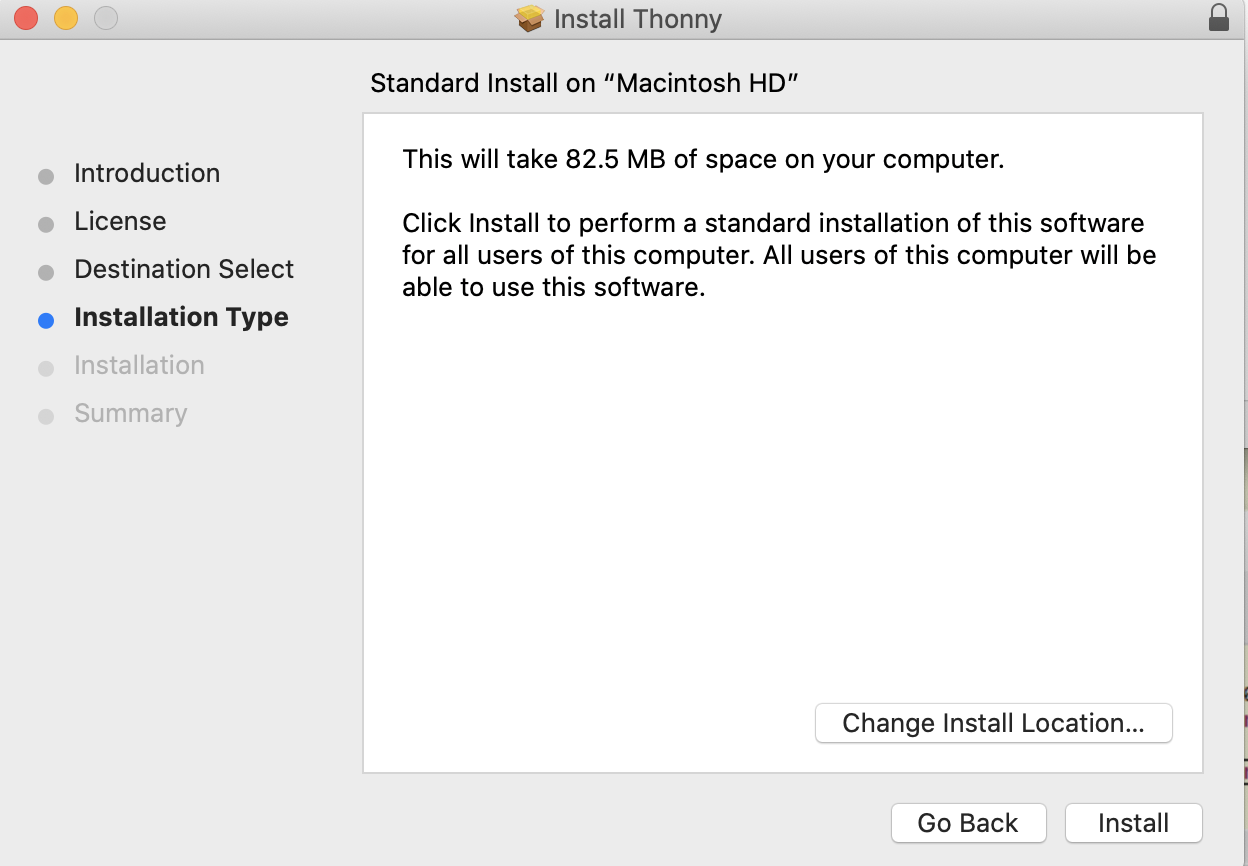 Install Thonny
Standard Install on “Macintosh HD”
Introduction
License
Destination Select
Installation Type
Installation
Summary
This will take 82.5 MB of space on your computer.
Click Install to perform a standard installation of this software
for all users of this computer. All users of this computer will be
able to use this software.
Change Install Location...
Go Back
Install